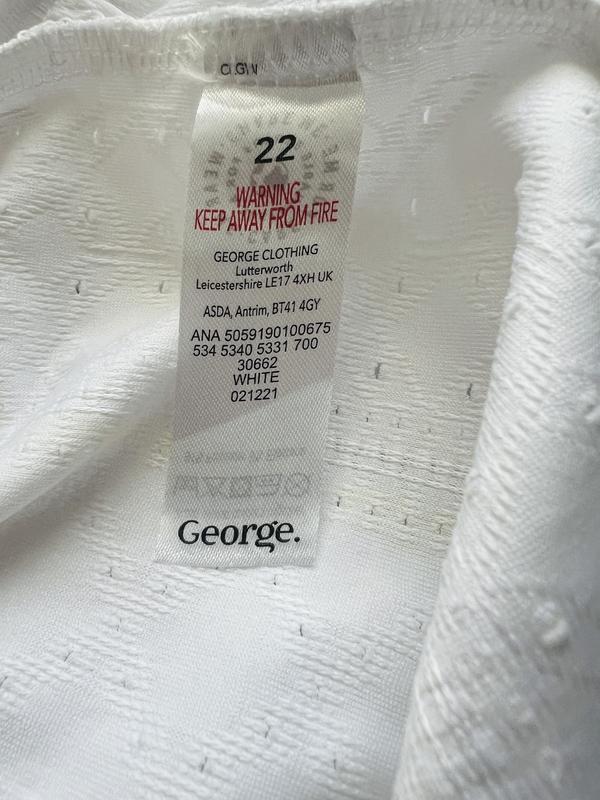 22
WARNING
KEEP AWAY FROM FIRE
GEORGE CLOTHING
Lutterworth
Leicestershire LE17 4XH UK
ASDA, Antrim, BT41 4GY
ANA 5059190100675
534 5340 5331 700
30662
WHITE
021221
George.